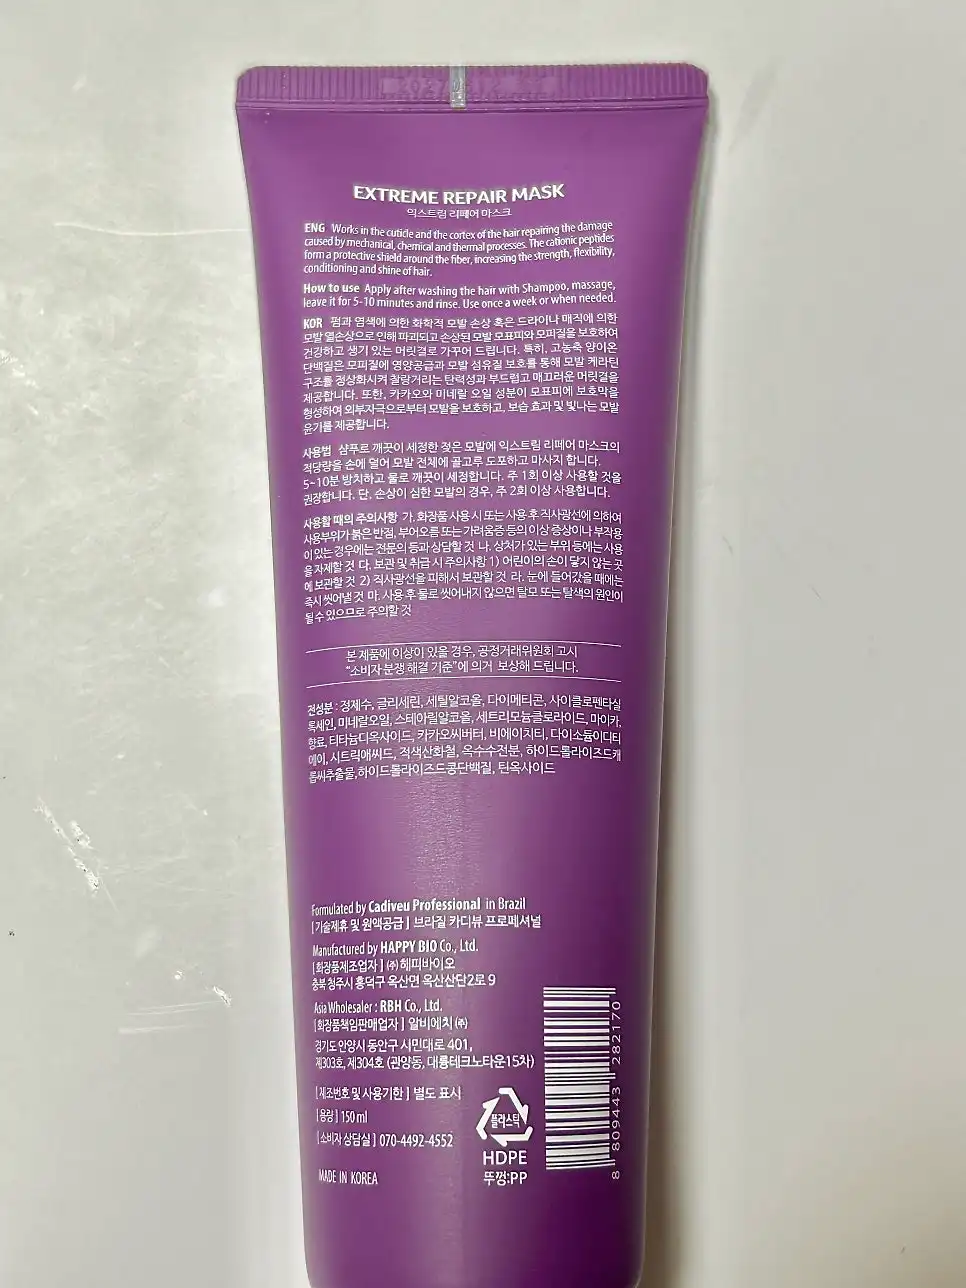 EXTREME REPAIR MASK
익스트림 리페어 마스크
ENG Works in the cuticle and the cortex of the hair repairing the damage
caused by mechanical, chemical and thermal processes. The cationic peptides
form a protective shield around the fiber, increasing the strength, flexibility,
conditioning and shine of hair.
How to use Apply after washing the hair with Shampoo, massage,
leave it for 5-10 minutes and rinse. Use once a week or when needed.
KOR 펌과 염색에 의한 화학적 모발 손상 혹은 드라이나 매직에 의한
모발 열손상으로 인해 파괴되고 손상된 모발 모표피와 모피질을 보호하여
건강하고 생기 있는 머릿결로 가꾸어 드립니다. 특히, 고농축 양이온
단백질은 모피질에 영양공급과 모발 섬유질 보호를 통해 모발 케라틴
구조를 정상화시켜 찰랑거리는 탄력성과 부드럽고 매끄러운 머릿결을
제공합니다. 또한, 카카오와 미네랄 오일 성분이 모표피에 보호막을
형성하여 외부자극으로부터 모발을 보호하고, 보습 효과 및 빛나는 모발
윤기를 제공합니다.
사용법 샴푸로 깨끗이 세정한 젖은 모발에 익스트림 리페어 마스크의
적당량을 손에 덜어 모발 전체에 골고루 도포하고 마사지 합니다.
5~10분 방치하고 물로 깨끗이 세정합니다. 주 1회 이상 사용할 것을
권장합니다. 단, 손상이 심한 모발의 경우, 주 2회 이상 사용합니다.
사용할 때의 주의사항 가. 화장품 사용 시 또는 사용 후 직사광선에 의하여
사용부위가 붉은 반점, 부어오름 또는 가려움증 등의 이상 증상이나 부작용
이 있는 경우에는 전문의 등과 상담할 것 나. 상처가 있는 부위 등에는 사용
을 자제할 것 다. 보관 및 취급 시 주의사항 1) 어린이의 손이 닿지 않는 곳
에 보관할 것 2) 직사광선을 피해서 보관할 것 라. 눈에 들어갔을 때에는
즉시 씻어낼 것 마. 사용 후 물로 씻어내지 않으면 탈모 또는 탈색의 원인이
될 수 있으므로 주의할 것
본 제품에 이상이 있을 경우, 공정거래위원회 고시
"소비자 분쟁 해결 기준"에 의거 보상해 드립니다.
전성분 : 정제수, 글리세린, 세틸알코올, 다이메티콘, 사이클로펜타실
록세인, 미네랄오일, 스테아릴알코올, 세트리모늄클로라이드, 마이카,
향료, 티타늄디옥사이드, 카카오씨버터, 비에이치티, 다이소듐이디티
에이, 시트릭애씨드, 적색산화철, 옥수수전분, 하이드롤라이즈드캐
롭씨추출물,하이드롤라이즈드콩단백질, 틴옥사이드
Formulated by Cadiveu Professional in Brazil
[기술제휴 및 원액공급] 브라질 카디뷰 프로페셔널
Manufactured by HAPPY BIO Co., Ltd.
[화장품제조업자] ㈜헤피바이오
충북 청주시 흥덕구 옥산면 옥산산단2로 9
Asia Wholesaler : RBH Co., Ltd.
[화장품책임판매업자] 알비에치㈜
경기도 안양시 동안구 시민대로 401,
제303호, 제304호 (관양동, 대륭테크노타운15차)
[제조번호 및 사용기한] 별도 표시
[용량] 150 ml
[소비자 상담실] 070-4492-4552
MADE IN KOREA
플라스틱
HDPE
뚜껑:PP
8 809443 282170